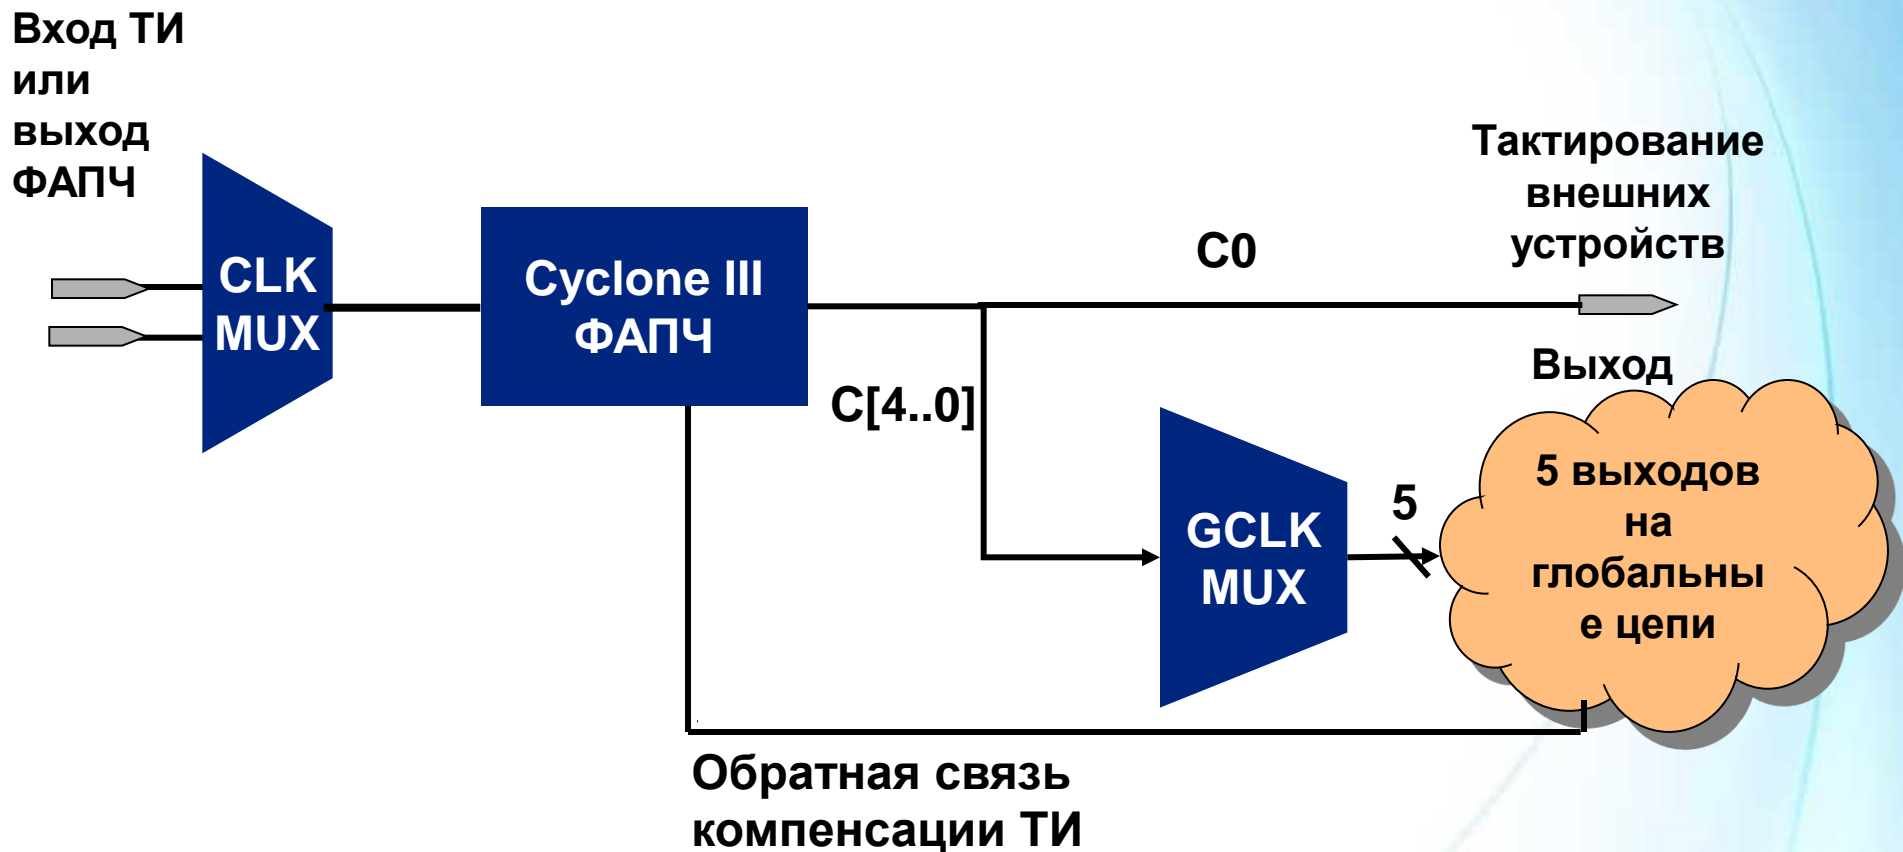 Вход ТИ
или
выход
ФАПЧ
CLK
MUX
Cyclone III
ФАПЧ
C0
C[4..0]
Тактирование
внешних
устройств
Выход
GCLK
MUX
5
5 выходов
на
глобальны
е цепи
Обратная связь
компенсации ТИ